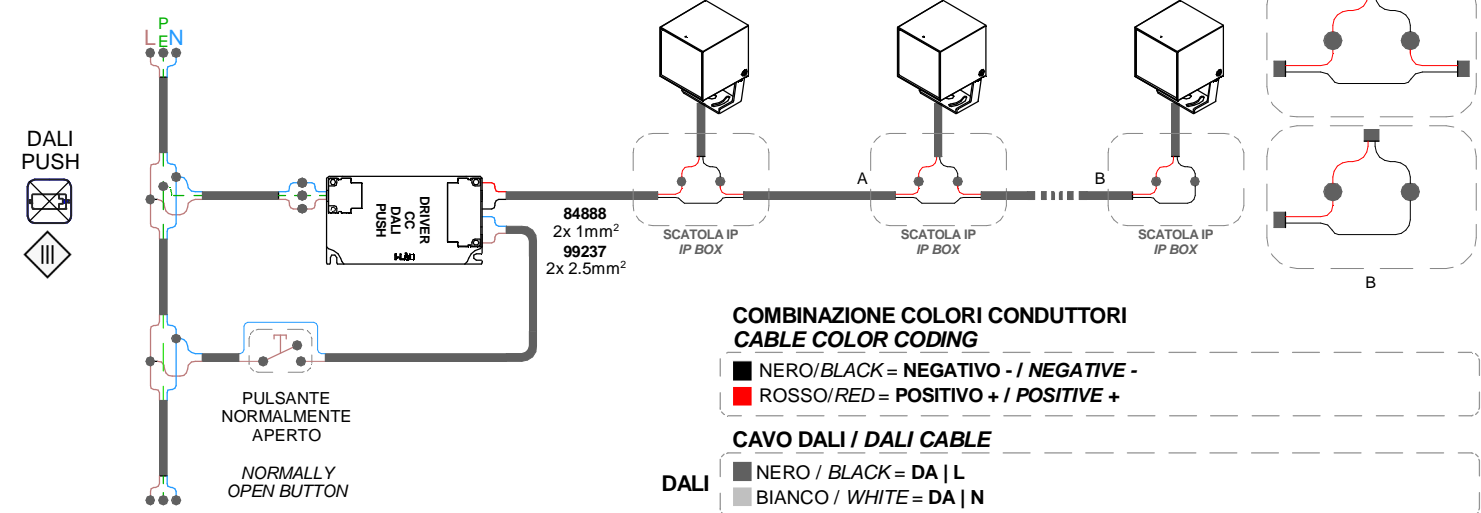 L PE N
DALI
PUSH
DRIVER
CC
DALI
PUSH
84888
2x 1mm²
99237
2x 2.5mm²
A
B
SCATOLA IP
IP BOX
SCATOLA IP
IP BOX
SCATOLA IP
IP BOX
B
PULSANTE
NORMALMENTE
APERTO
NORMALLY
OPEN BUTTON
COMBINAZIONE COLORI CONDUTTORI
CABLE COLOR CODING
NERO/BLACK = NEGATIVO - / NEGATIVE -
ROSSO/RED = POSITIVO + / POSITIVE +
CAVO DALI / DALI CABLE
DALI
NERO / BLACK = DA | L
BIANCO / WHITE = DA | N